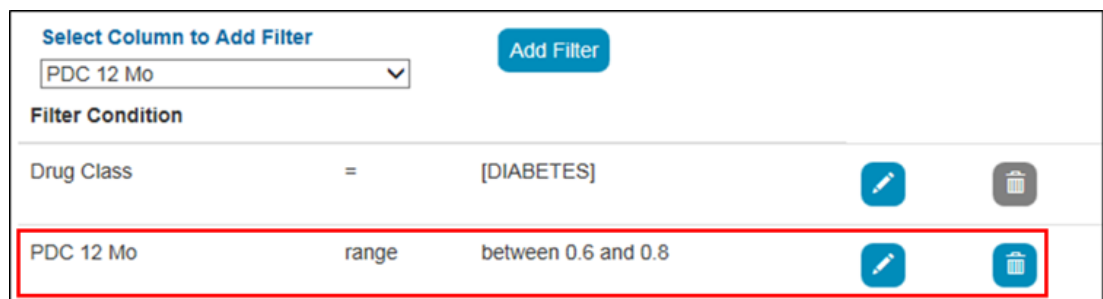 Select Column to Add Filter
Add Filter
PDC 12 Mo
Filter Condition
Drug Class = [DIABETES]
PDC 12 Mo range between 0.6 and 0.8